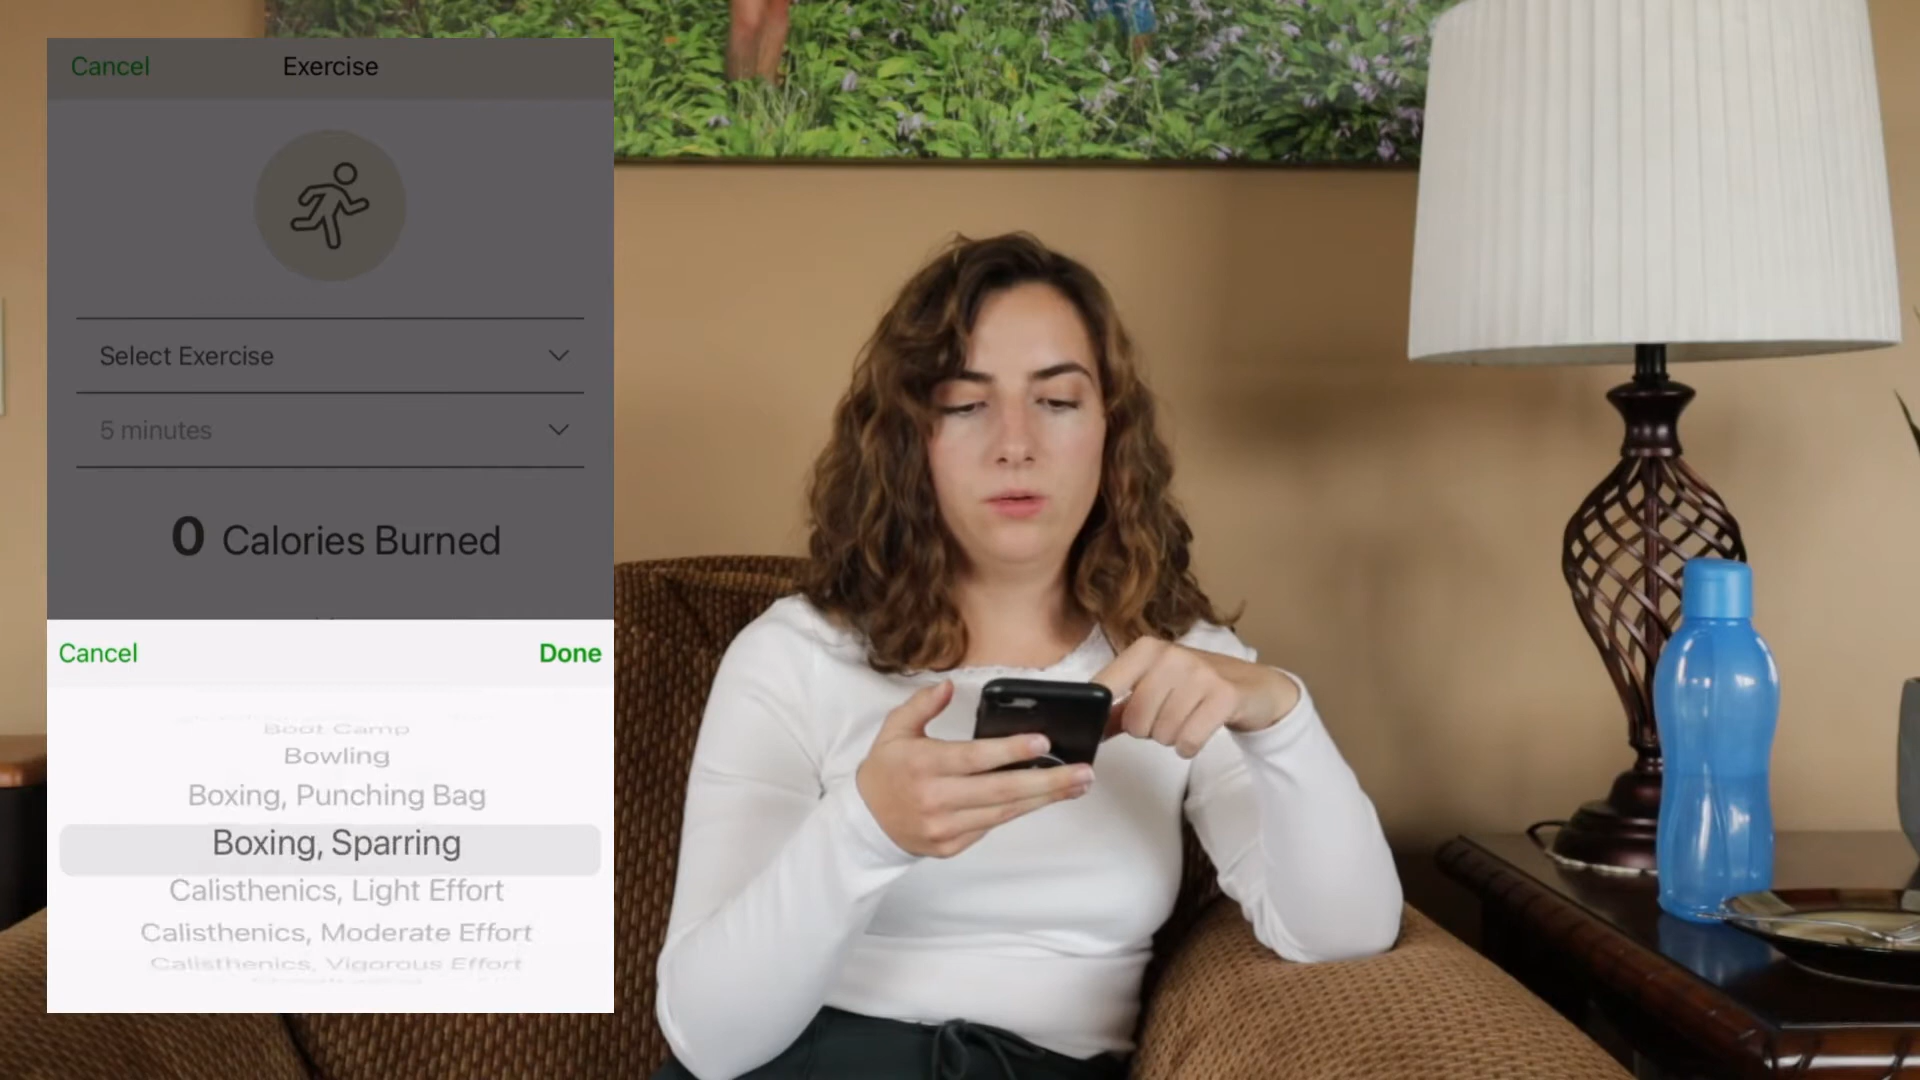 Cancel Exercise
Select Exercise
5 minutes
0 Calories Burned
Cancel Done
Boot Camp
Bowling
Boxing, Punching Bag
Boxing, Sparring
Calisthenics, Light Effort
Calisthenics, Moderate Effort
Calisthenics, Vigorous Effort